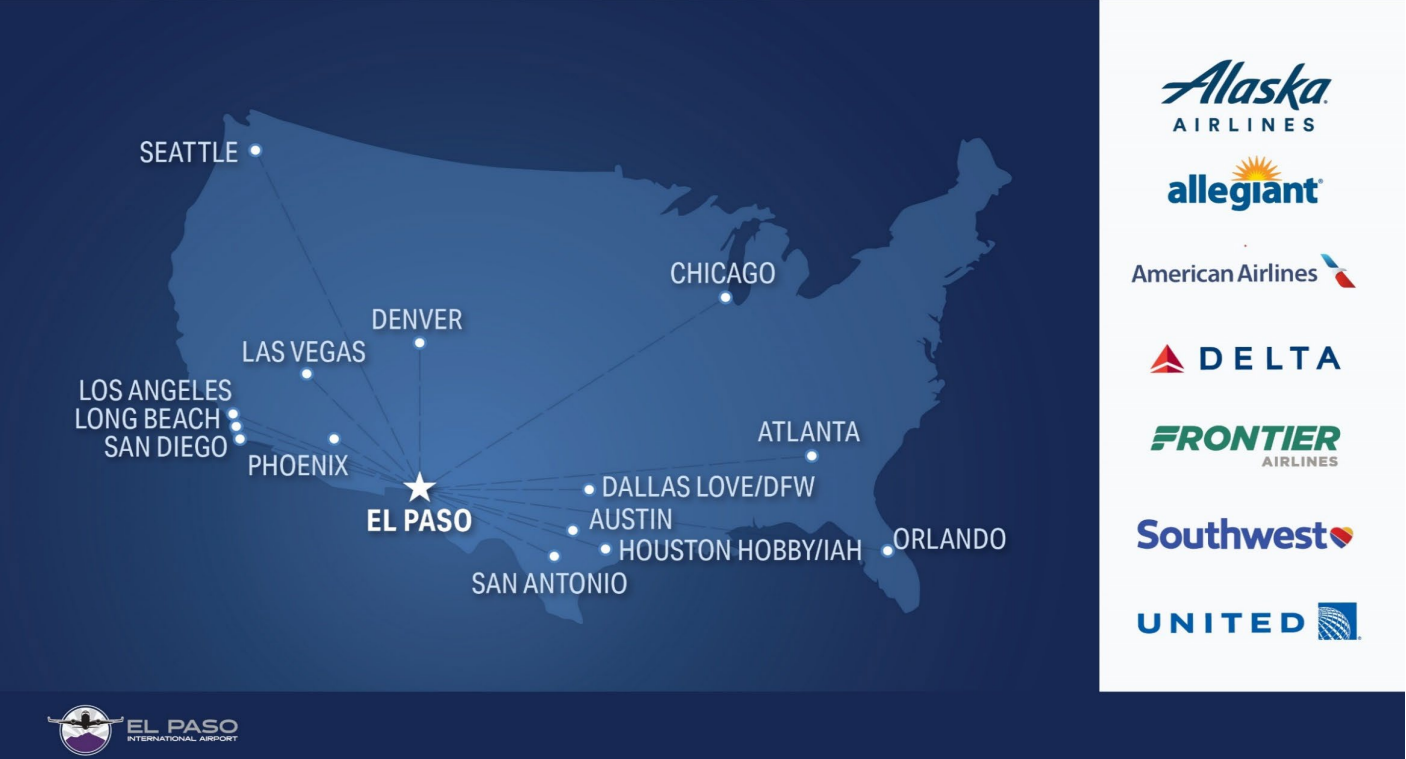 SEATTLE
CHICAGO
DENVER
LAS VEGAS
LOS ANGELES
LONG BEACH
SAN DIEGO
PHOENIX
EL PASO
ATLANTA
DALLAS LOVE/DFW
AUSTIN
HOUSTON HOBBY/IAH
ORLANDO
SAN ANTONIO
Alaska
AIRLINES
allegiant
American Airlines
DELTA
FRONTIER
AIRLINES
Southwest
UNITED
EL PASO
INTERNATIONAL AIRPORT